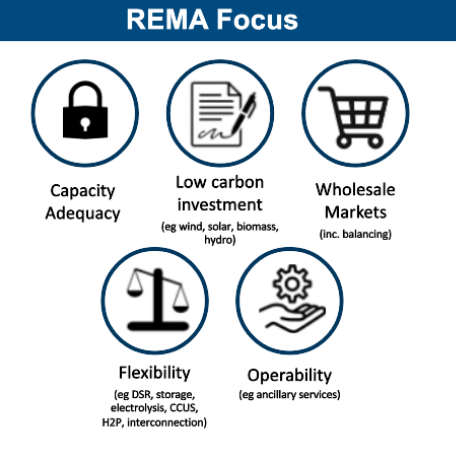 REMA Focus
Capacity
Adequacy
Low carbon
investment
(eg wind, solar, biomass,
hydro)
Wholesale
Markets
(inc. balancing)
Flexibility
(eg DSR, storage,
electrolysis, CCUS,
H2P, interconnection)
Operability
(eg ancillary services)